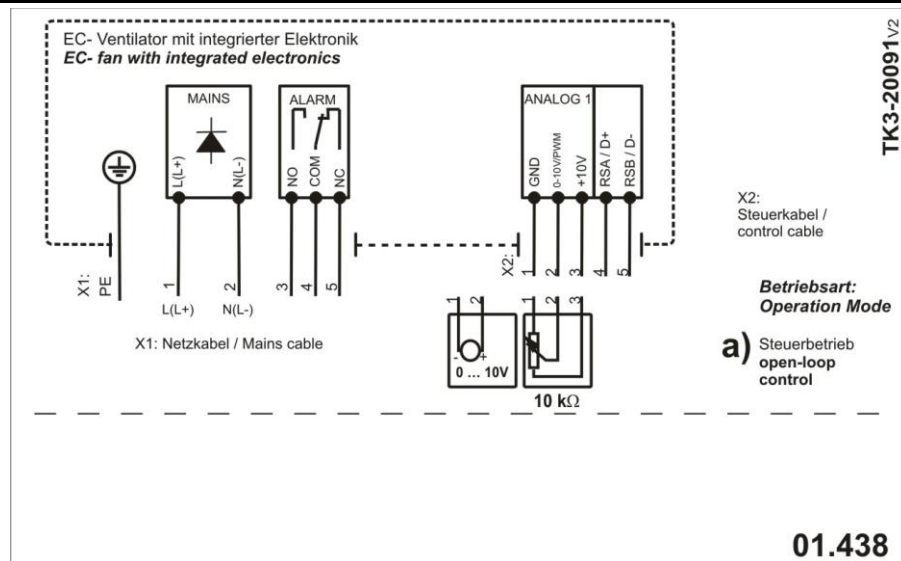 EC- Ventilator mit integrierter Elektronik
EC- fan with integrated electronics
TK3-20091 V2
MAINS
L(L+)
N(L-)
ALARM
NO
COM
NC
ANALOG 1
GND
0-10V/PWM
+10V
RSA / D+
RSB / D-
X1:
PE
1
2
3
4
5
L(L+)
N(L-)
X1: Netzkabel / Mains cable
X2:
1
2
3
4
5
X2:
Steuerkabel /
control cable
1
2
- +
0 ... 10V
1
2
3
10 kΩ
Betriebsart:
Operation Mode
a) Steuerbetrieb
open-loop
control
01.438